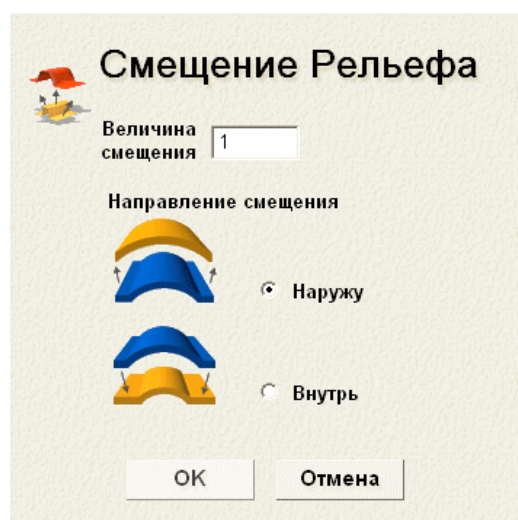 Смещение Рельефа
Величина
смещения
1
Направление смещения
Наружу
Внутрь
OK
Отмена